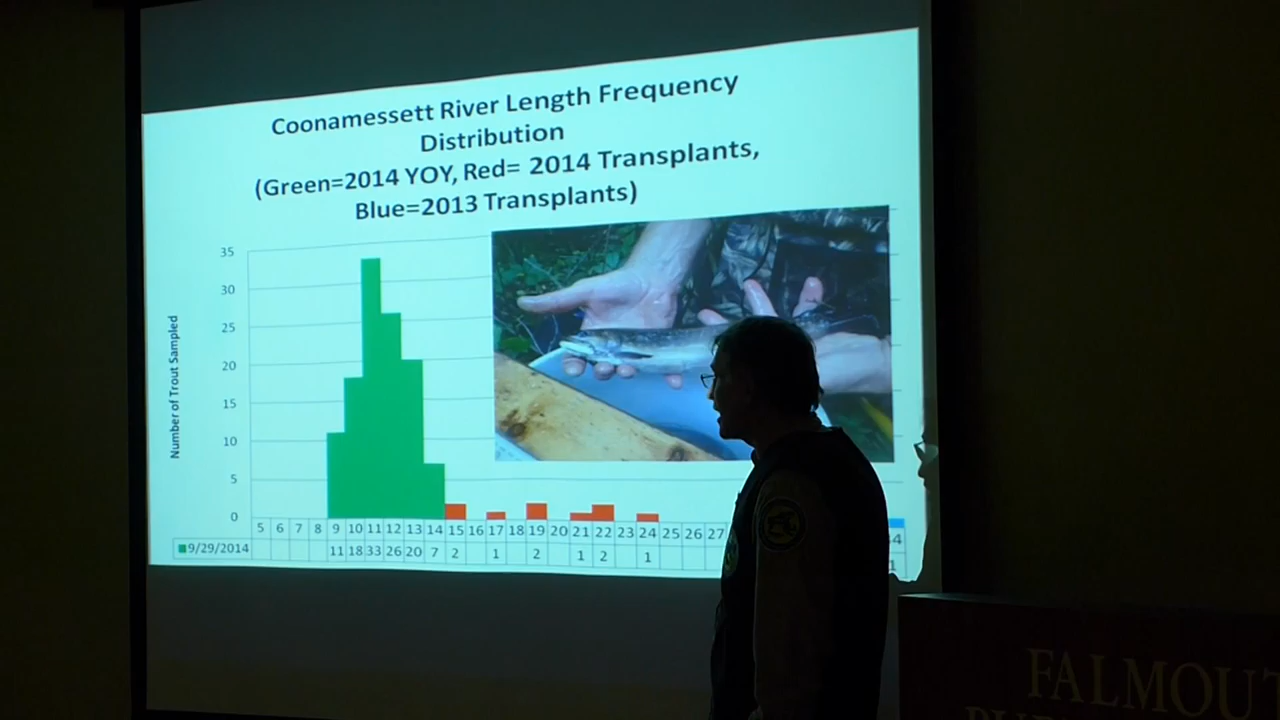 Coonamessett River Length Frequency
Distribution
(Green=2014 YOY, Red= 2014 Transplants,
Blue=2013 Transplants)
Number of Trout Sampled
35
30
25
20
15
10
5
0
5 6 7 8 9 10 11 12 13 14 15 16 17 18 19 20 21 22 23 24 25 26 27 4
9/29/2014 11 18 33 26 20 7 2 1 2 1 2 1 1
FALMOU